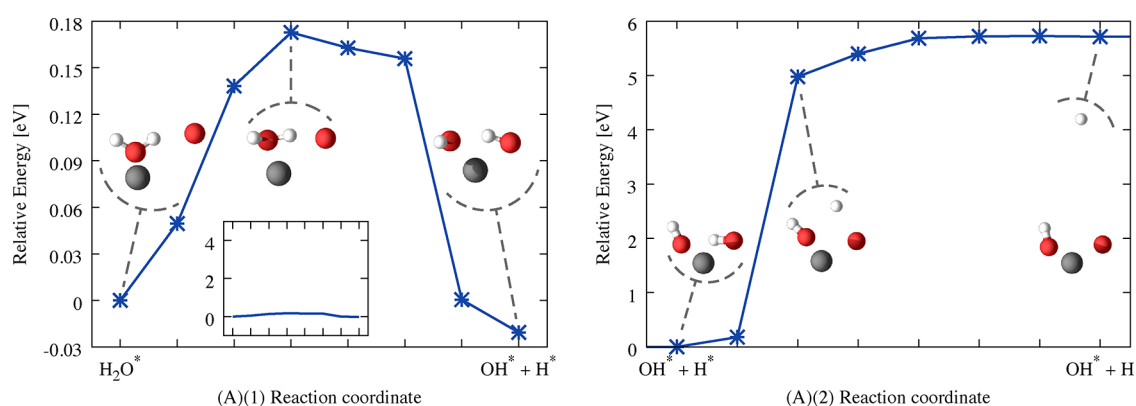 0.18
0.15
0.12
0.09
0.06
0.03
0
-0.03
Relative Energy [eV]
4
2
0
H2O*
OH* + H*
(A)(1) Reaction coordinate
6
5
4
3
2
1
0
Relative Energy [eV]
OH* + H*
OH* + H
(A)(2) Reaction coordinate